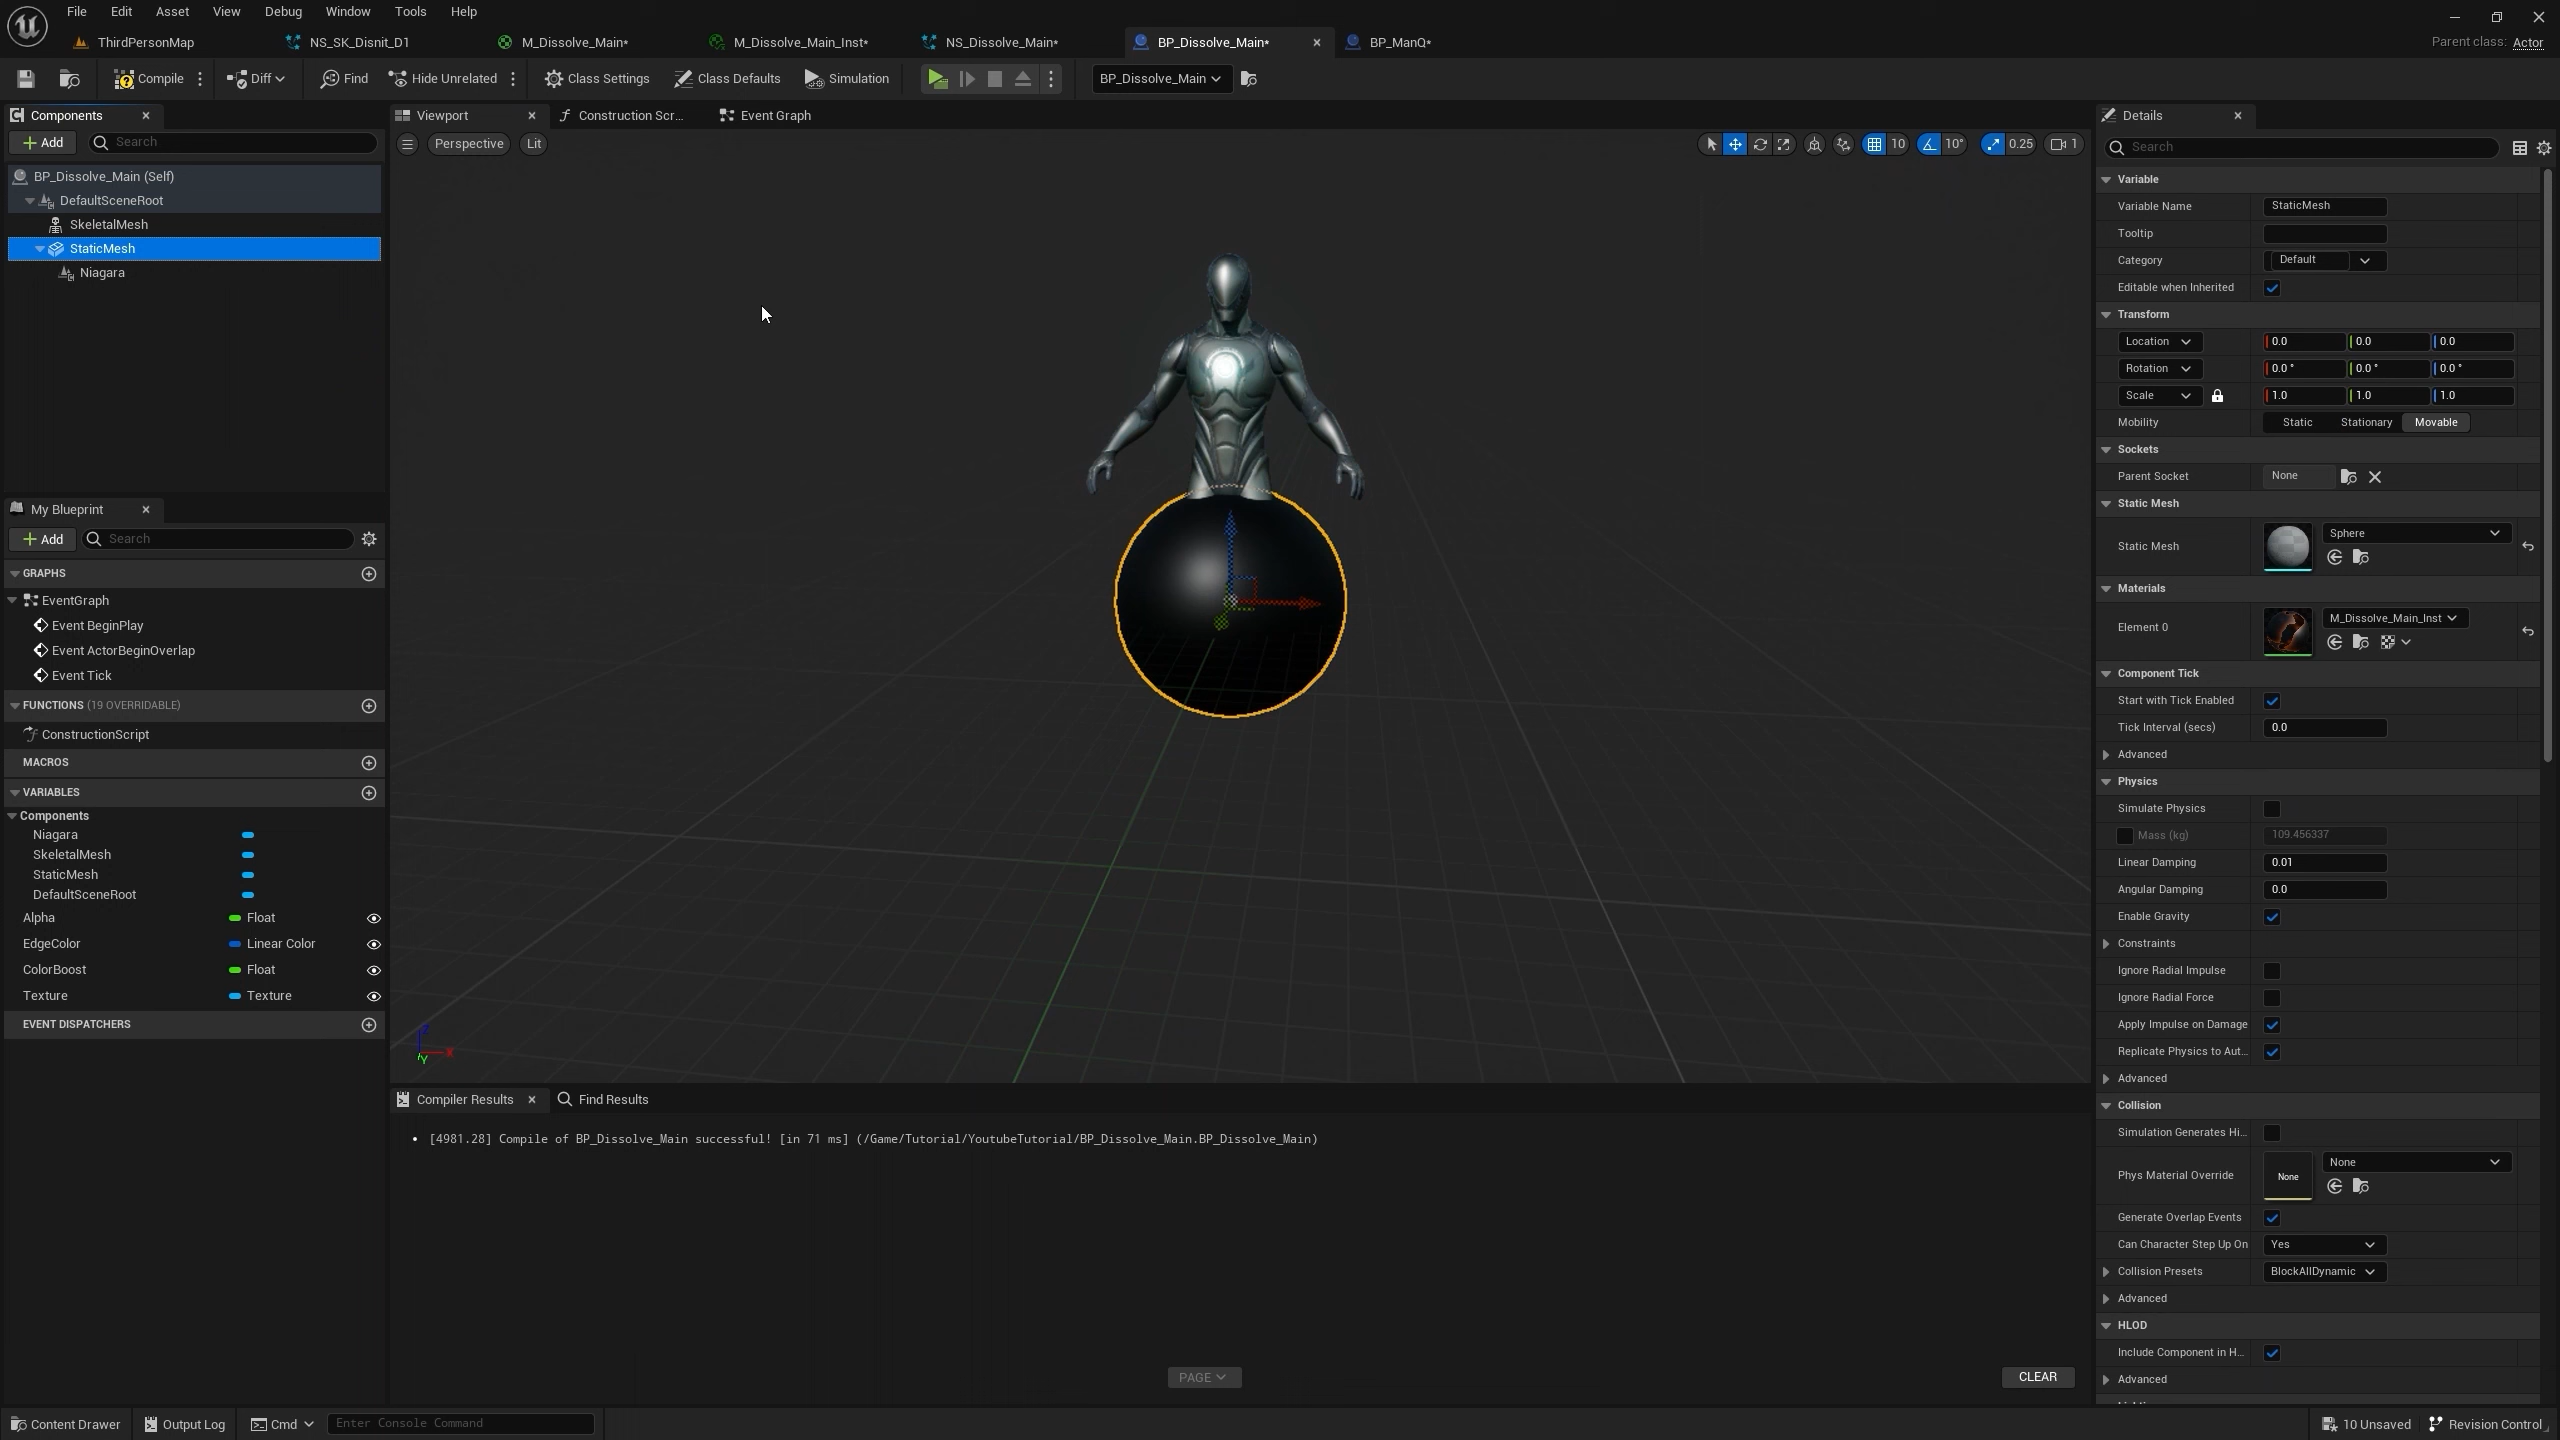 File Edit Asset View Debug Window Tools Help
ThirdPersonMap NS_SK_Disnit_D1 M_Dissolve_Main* M_Dissolve_Main_Inst* NS_Dissolve_Main* BP_Dissolve_Main* BP_ManQ* Parent class: Actor
Compile Diff Find Hide Unrelated Class Settings Class Defaults Simulation BP_Dissolve_Main
Components
Add Search
BP_Dissolve_Main (Self)
DefaultSceneRoot
SkeletalMesh
StaticMesh
Niagara
My Blueprint
Add Search
GRAPHS
EventGraph
Event BeginPlay
Event ActorBeginOverlap
Event Tick
FUNCTIONS (19 OVERRIDABLE)
ConstructionScript
MACROS
VARIABLES
Components
Niagara
SkeletalMesh
StaticMesh
DefaultSceneRoot
Alpha Float
EdgeColor Linear Color
ColorBoost Float
Texture Texture
EVENT DISPATCHERS
Viewport Construction Scr... Event Graph
Perspective Lit 10 10° 0.25 1
Z X Y
Compiler Results Find Results
• [4981.28] Compile of BP_Dissolve_Main successful! [in 71 ms] (/Game/Tutorial/YoutubeTutorial/BP_Dissolve_Main.BP_Dissolve_Main)
PAGE CLEAR
Details
Search
Variable
Variable Name StaticMesh
Tooltip
Category Default
Editable when Inherited
Transform
Location 0.0 0.0 0.0
Rotation 0.0 ° 0.0 ° 0.0 °
Scale 1.0 1.0 1.0
Mobility Static Stationary Movable
Sockets
Parent Socket None
Static Mesh
Static Mesh Sphere
Materials
Element 0 M_Dissolve_Main_Inst
Component Tick
Start with Tick Enabled
Tick Interval (secs) 0.0
Advanced
Physics
Simulate Physics
Mass (kg) 109.456337
Linear Damping 0.01
Angular Damping 0.0
Enable Gravity
Constraints
Ignore Radial Impulse
Ignore Radial Force
Apply Impulse on Damage
Replicate Physics to Aut...
Advanced
Collision
Simulation Generates Hi...
Phys Material Override None None
Generate Overlap Events
Can Character Step Up On Yes
Collision Presets BlockAllDynamic
Advanced
HLOD
Include Component in H...
Advanced
Content Drawer Output Log Cmd Enter Console Command 10 Unsaved Revision Control